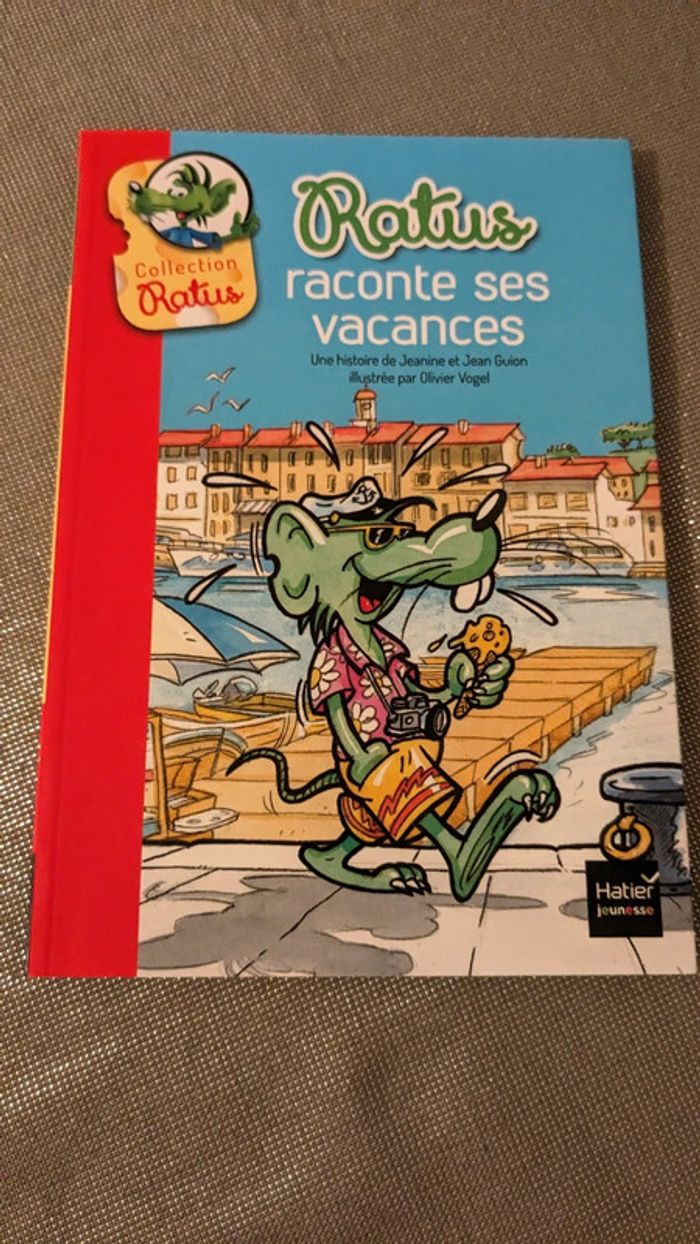 Collection
Ratus
Ratus
raconte ses
vacances
Une histoire de Jeanine et Jean Guion
illustrée par Olivier Vogel
Hatier
jeunesse